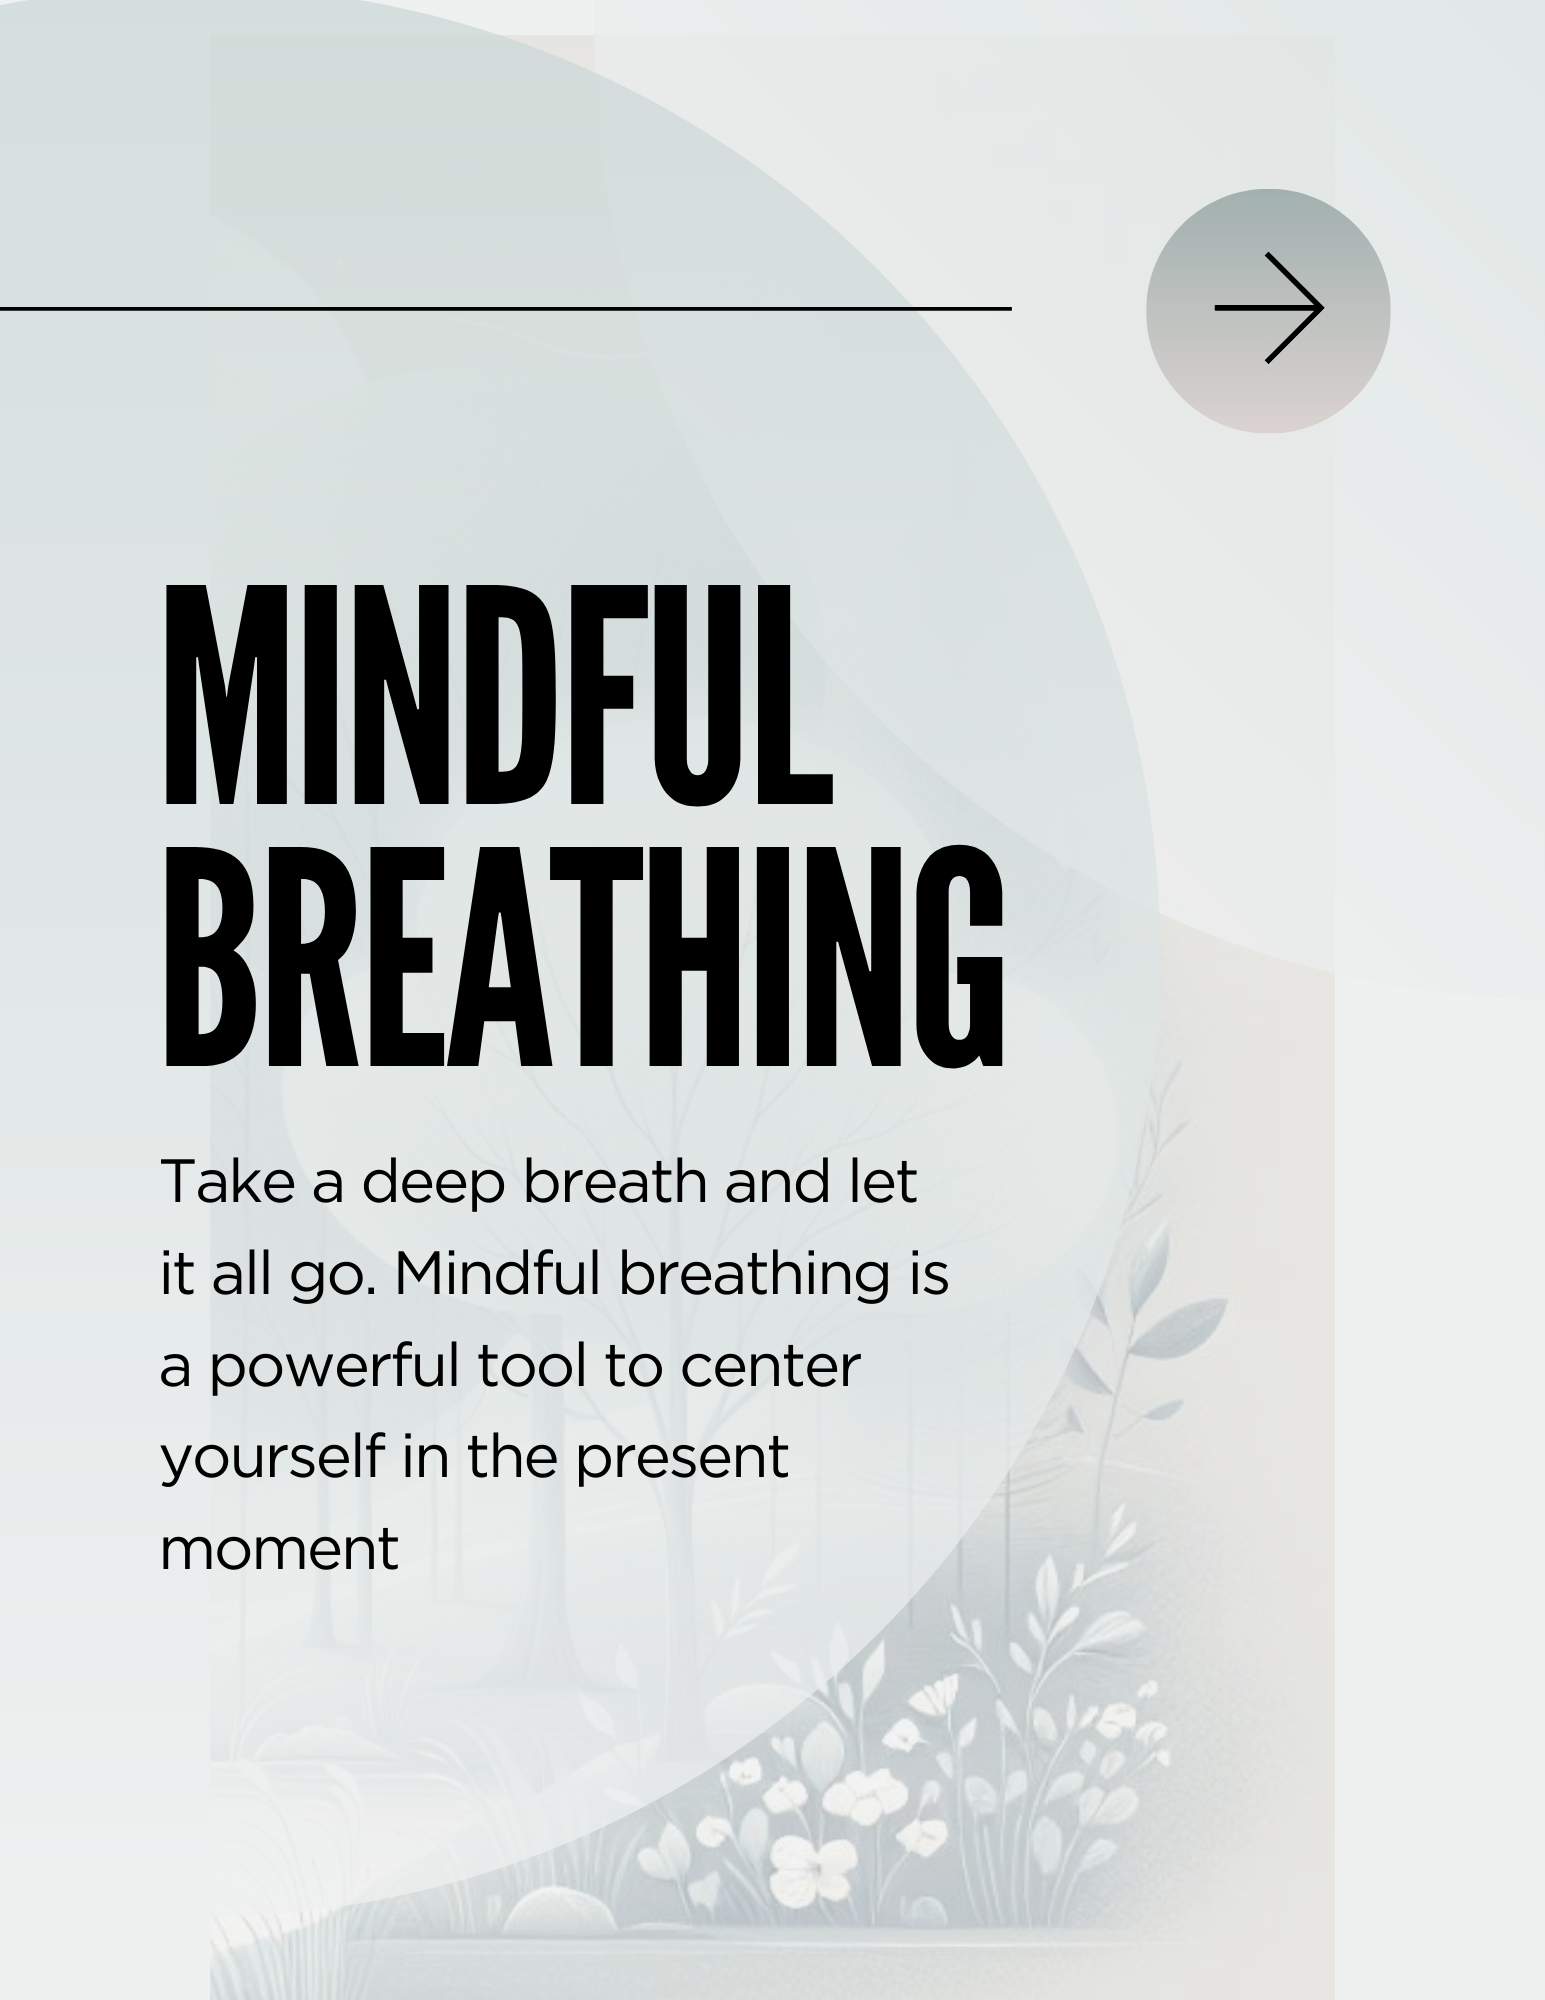 MINDFUL
BREATHING
Take a deep breath and let
it all go. Mindful breathing is
a powerful tool to center
yourself in the present
moment